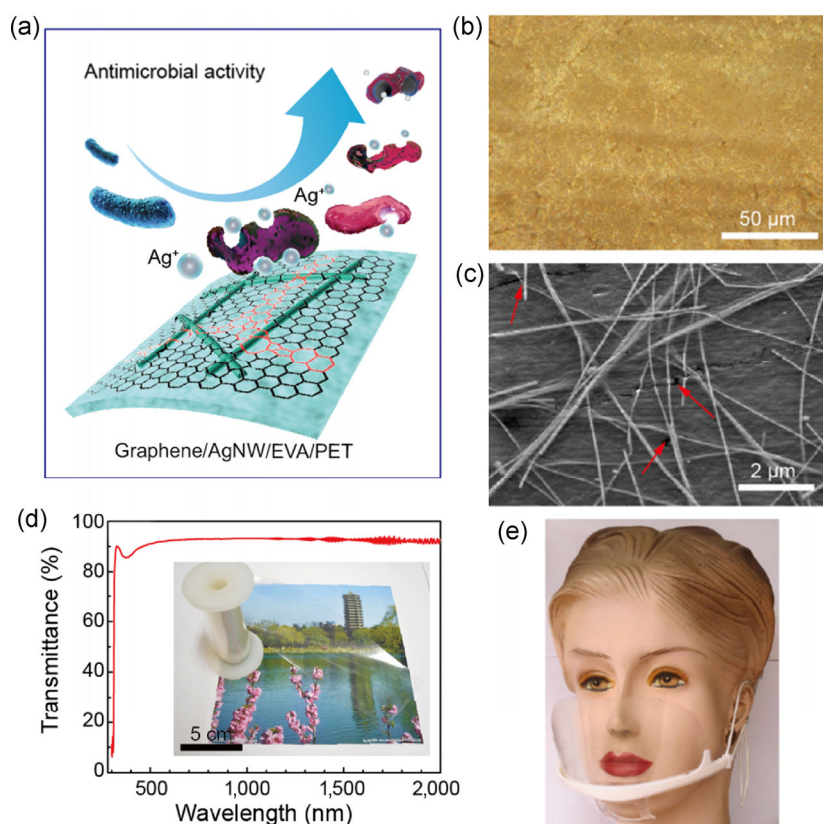 (a)
Antimicrobial activity
Ag⁺
Ag⁺
Graphene/AgNW/EVA/PET
(b)
50 µm
(c)
2 µm
(d)
Transmittance (%)
100
80
60
40
20
0
500
1,000
1,500
2,000
Wavelength (nm)
5 cm
(e)